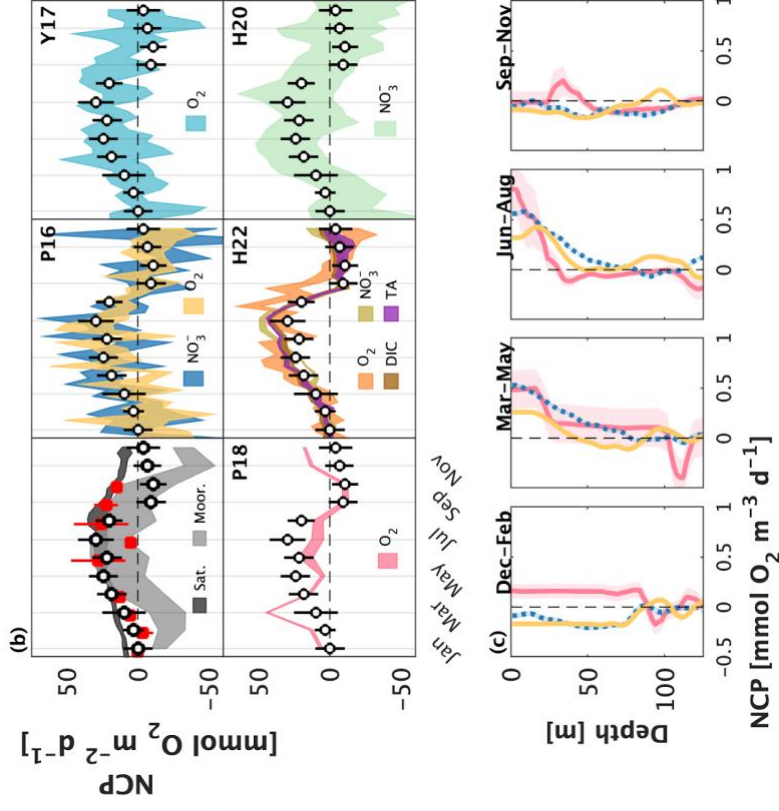 (b)
P16
Y17
50
0
−50
Sat.
Moor.
NO₃⁻
O₂
O₂
P18
H22
H20
50
0
−50
O₂
O₂
NO₃⁻
DIC
TA
NO₃⁻
Jan
Mar
May
Jul
Sep
Nov
NCP
[mmol O₂ m⁻² d⁻¹]
(c)
Dec−Feb
Mar−May
Jun−Aug
Sep−Nov
0
50
100
Depth [m]
−0.5
0
0.5
1
0
0.5
1
0
0.5
1
0
0.5
1
NCP [mmol O₂ m⁻³ d⁻¹]